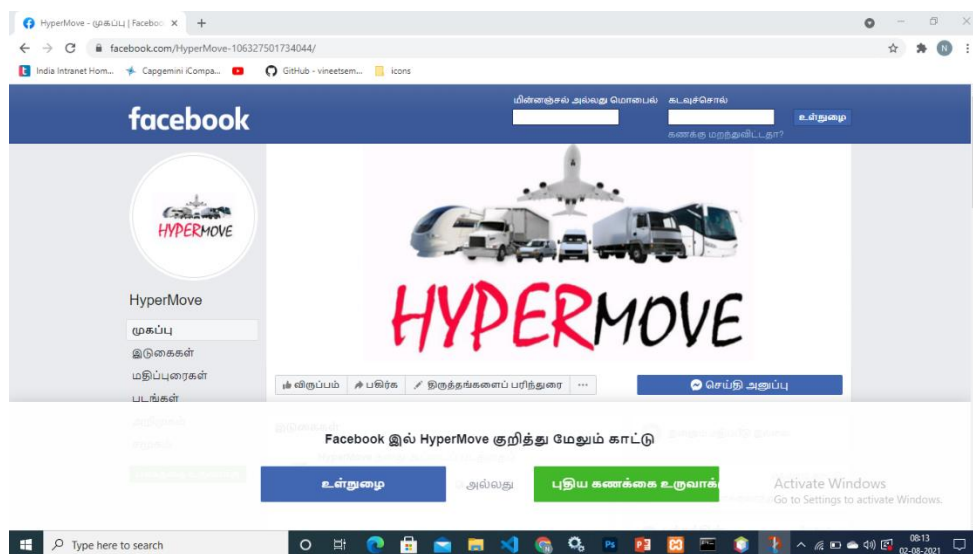 HyperMove - முகப்பு | Faceboo
facebook.com/HyperMove-106327501734044/
India Intranet Hom...
Capgemini iCompa...
GitHub - vineetsem...
icons
facebook
மின்னஞ்சல் அல்லது மொபைல்
கடவுச்சொல்
உள்நுழை
கணக்கு மறந்துவிட்டதா?
HYPERMOVE
HYPERMOVE
HyperMove
முகப்பு
இடுகைகள்
மதிப்புரைகள்
படங்கள்
விருப்பம்
பகிர்க
திருத்தங்களைப் பரிந்துரை
செய்தி அனுப்பு
Facebook இல் HyperMove குறித்து மேலும் காட்டு
உள்நுழை
அல்லது
புதிய கணக்கை உருவாக்
Activate Windows
Go to Settings to activate Windows.
Type here to search
08:13
02-08-2021